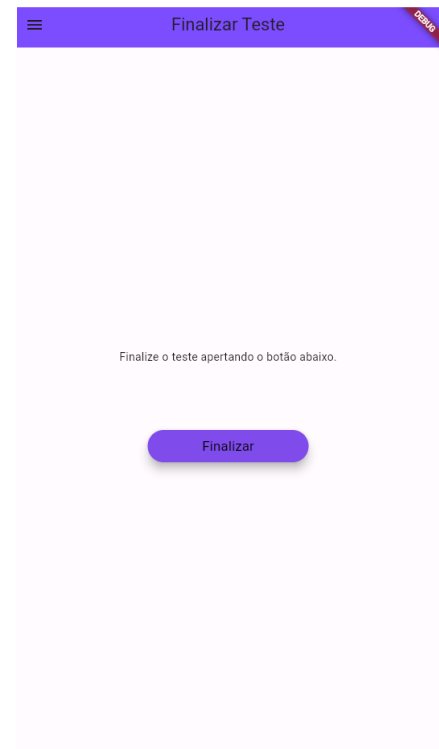 Finalizar Teste
DEBUG
Finalize o teste apertando o botão abaixo.
Finalizar